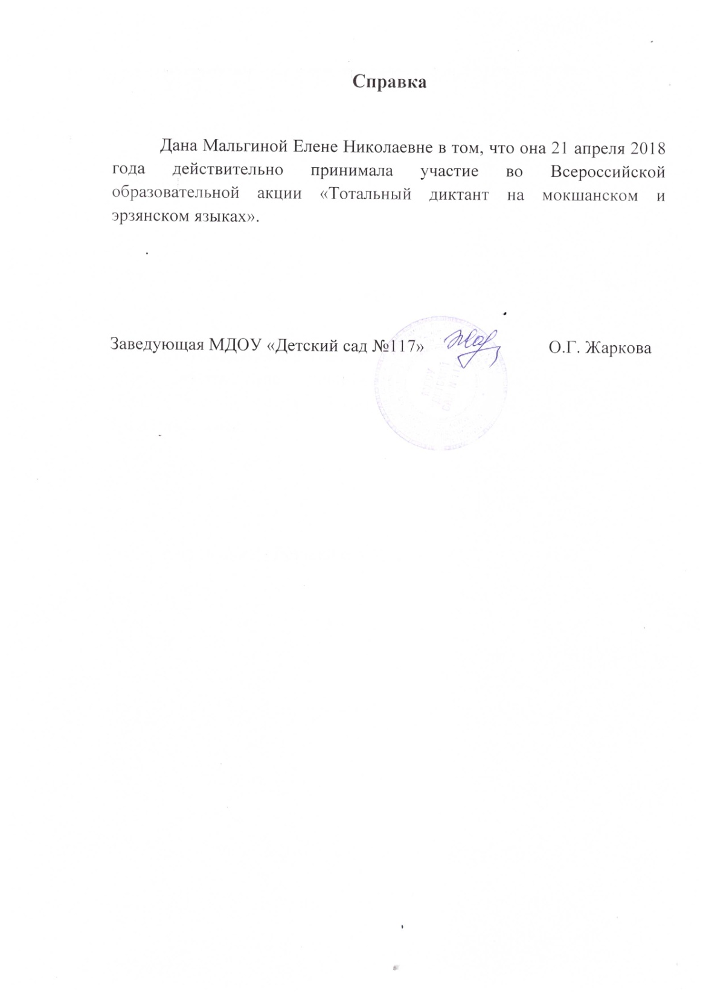 Справка
Дана Мальгиной Елене Николаевне в том, что она 21 апреля 2018
года действительно принимала участие во Всероссийской
образовательной акции «Тотальный диктант на мокшанском и
эрзянском языках».
Заведующая МДОУ «Детский сад №117» О.Г. Жаркова